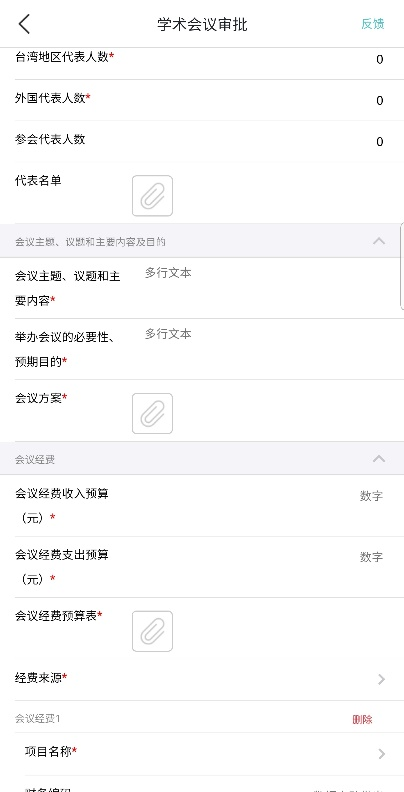 学术会议审批
反馈
台湾地区代表人数*
0
外国代表人数*
0
参会代表人数
0
代表名单
会议主题、议题和主要内容及目的
会议主题、议题和主
要内容*
多行文本
举办会议的必要性、
预期目的*
多行文本
会议方案*
会议经费
会议经费收入预算
（元）*
数字
会议经费支出预算
（元）*
数字
会议经费预算表*
经费来源*
会议经费1
删除
项目名称*